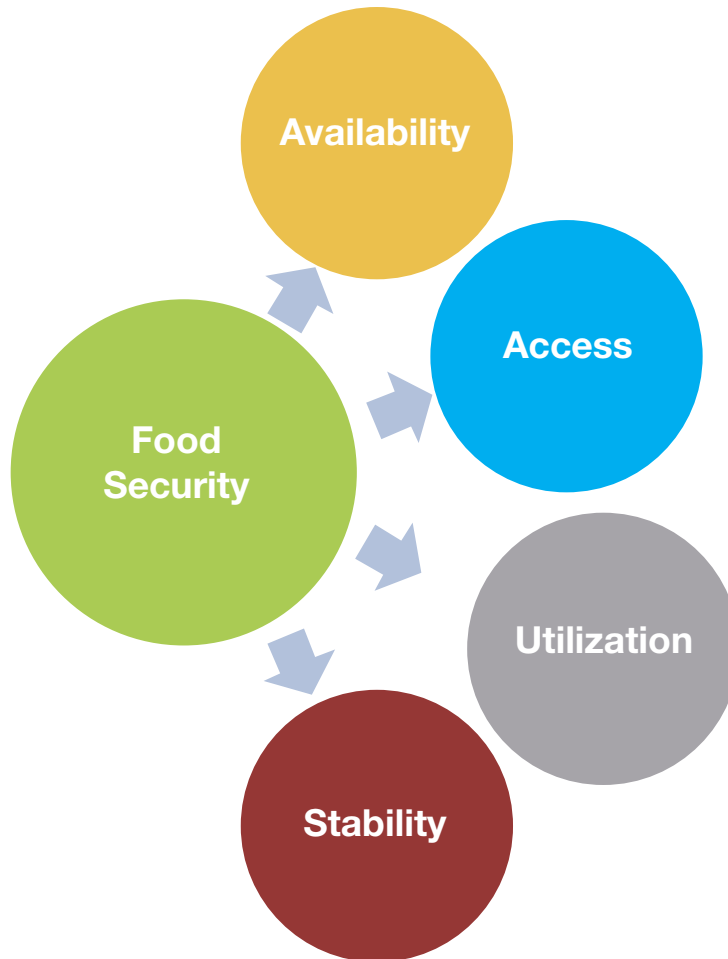 Availability
Access
Food
Security
Utilization
Stability